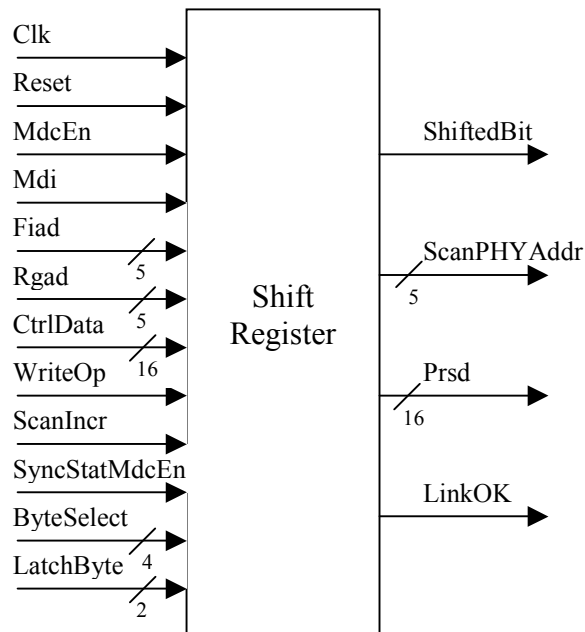 Clk
Reset
MdcEn
Mdi
Fiad
5
Rgad
5
CtrlData
16
WriteOp
ScanIncr
SyncStatMdcEn
ByteSelect
4
LatchByte
2
Shift
Register
ShiftedBit
ScanPHYAddr
5
Prsd
16
LinkOK